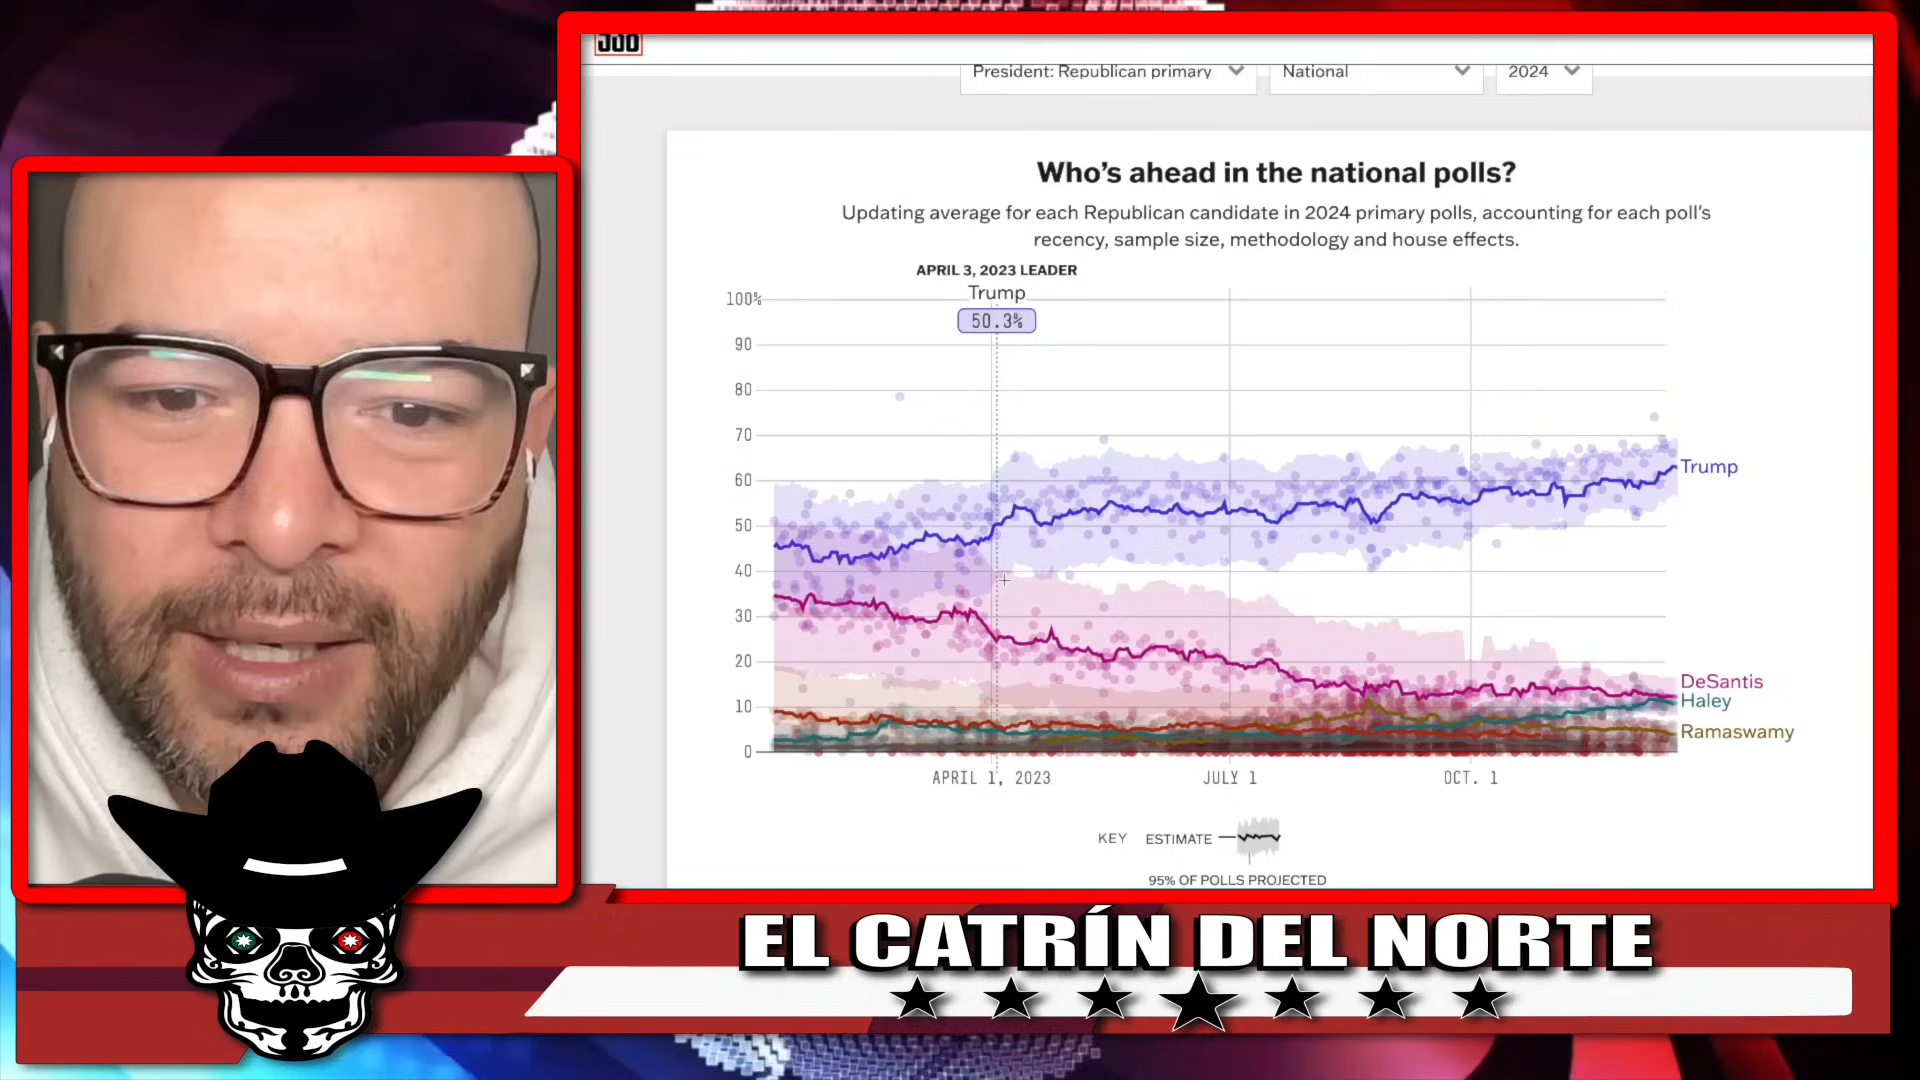 President: Republican primary
National
2024
Who's ahead in the national polls?
Updating average for each Republican candidate in 2024 primary polls, accounting for each poll's
recency, sample size, methodology and house effects.
APRIL 3, 2023 LEADER
Trump
50.3%
100%
90
80
70
60
50
40
30
20
10
0
Trump
DeSantis
Haley
Ramaswamy
APRIL 1, 2023
JULY 1
OCT. 1
KEY
ESTIMATE
95% OF POLLS PROJECTED
EL CATRÍN DEL NORTE